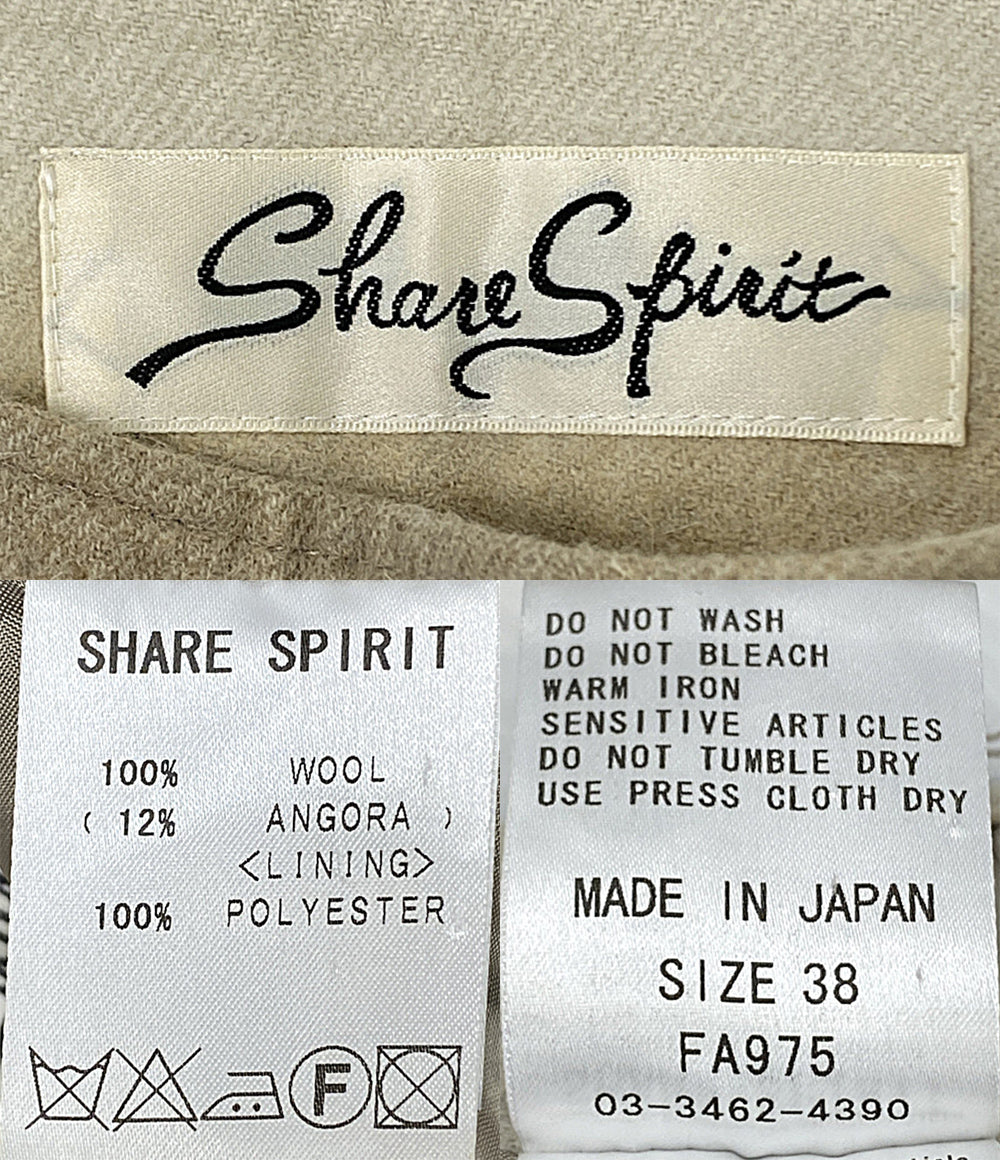 Share Spirit
SHARE SPIRIT
100% WOOL
( 12% ANGORA )
<LINING>
100% POLYESTER
F
DO NOT WASH
DO NOT BLEACH
WARM IRON
SENSITIVE ARTICLES
DO NOT TUMBLE DRY
USE PRESS CLOTH DRY
MADE IN JAPAN
SIZE 38
FA975
03-3462-4390